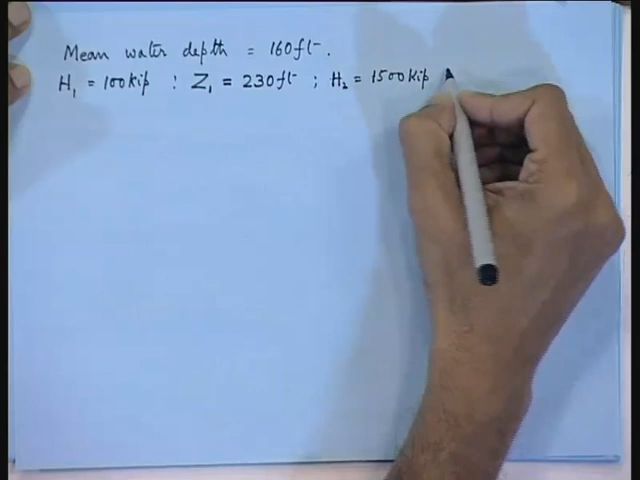 Mean water depth = 160ft.
H₁ = 100kip : Z₁ = 230ft ; H₂ = 1500kip